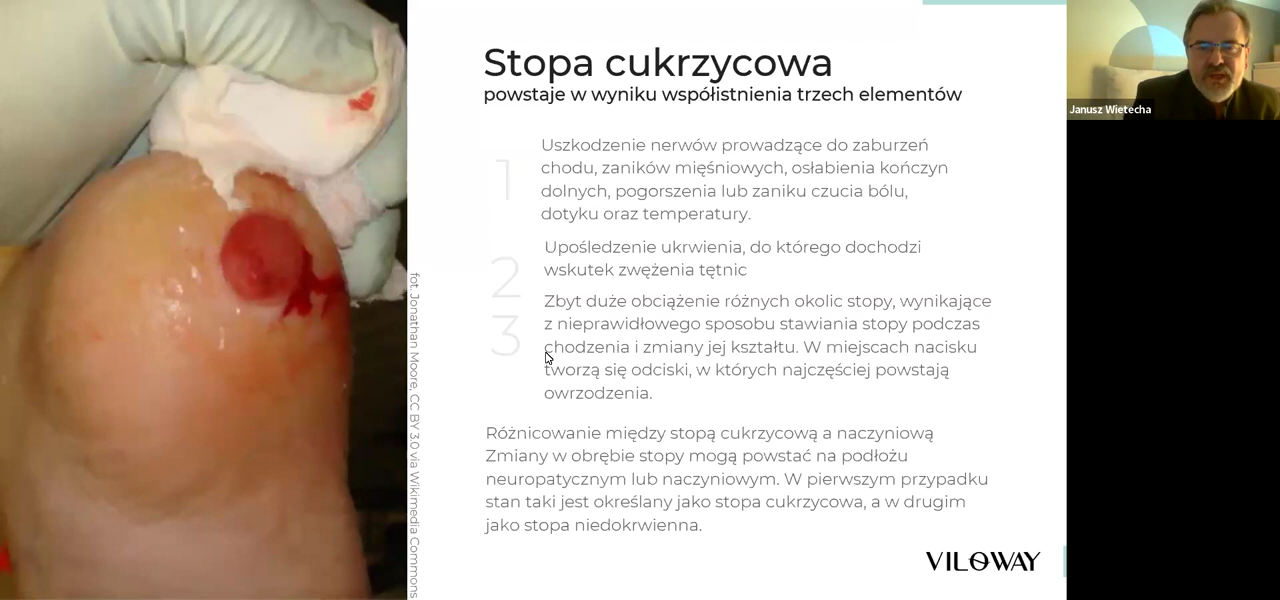 Stopa cukrzycowa
powstaje w wyniku współistnienia trzech elementów
1
Uszkodzenie nerwów prowadzące do zaburzeń
chodu, zaników mięśniowych, osłabienia kończyn
dolnych, pogorszenia lub zaniku czucia bólu,
dotyku oraz temperatury.
2
Upośledzenie ukrwienia, do którego dochodzi
wskutek zwężenia tętnic
3
Zbyt duże obciążenie różnych okolic stopy, wynikające
z nieprawidłowego sposobu stawiania stopy podczas
chodzenia i zmiany jej kształtu. W miejscach nacisku
tworzą się odciski, w których najczęściej powstają
owrzodzenia.
Różnicowanie między stopą cukrzycową a naczyniową
Zmiany w obrębie stopy mogą powstać na podłożu
neuropatycznym lub naczyniowym. W pierwszym przypadku
stan taki jest określany jako stopa cukrzycowa, a w drugim
jako stopa niedokrwienna.
fot. Jonathan Moore, CC BY 3.0 via Wikimedia Commons
VILOWAY
Janusz Wietecha